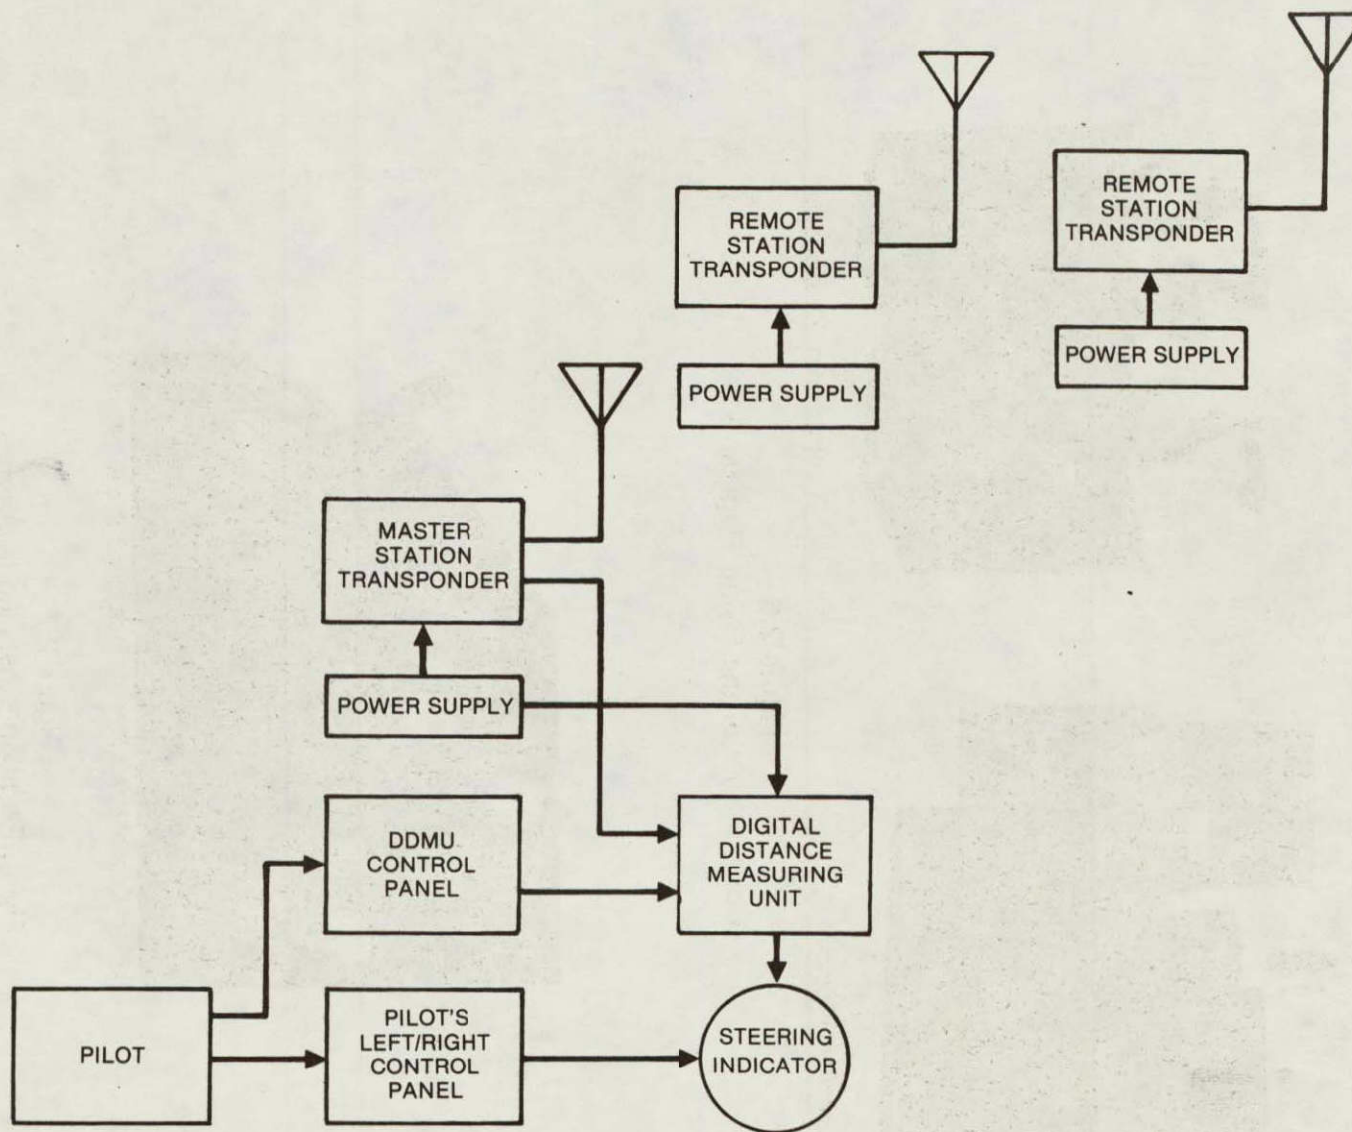 REMOTE
STATION
TRANSPONDER
POWER SUPPLY
REMOTE
STATION
TRANSPONDER
POWER SUPPLY
MASTER
STATION
TRANSPONDER
POWER SUPPLY
DDMU
CONTROL
PANEL
DIGITAL
DISTANCE
MEASURING
UNIT
PILOT
PILOT'S
LEFT/RIGHT
CONTROL
PANEL
STEERING
INDICATOR